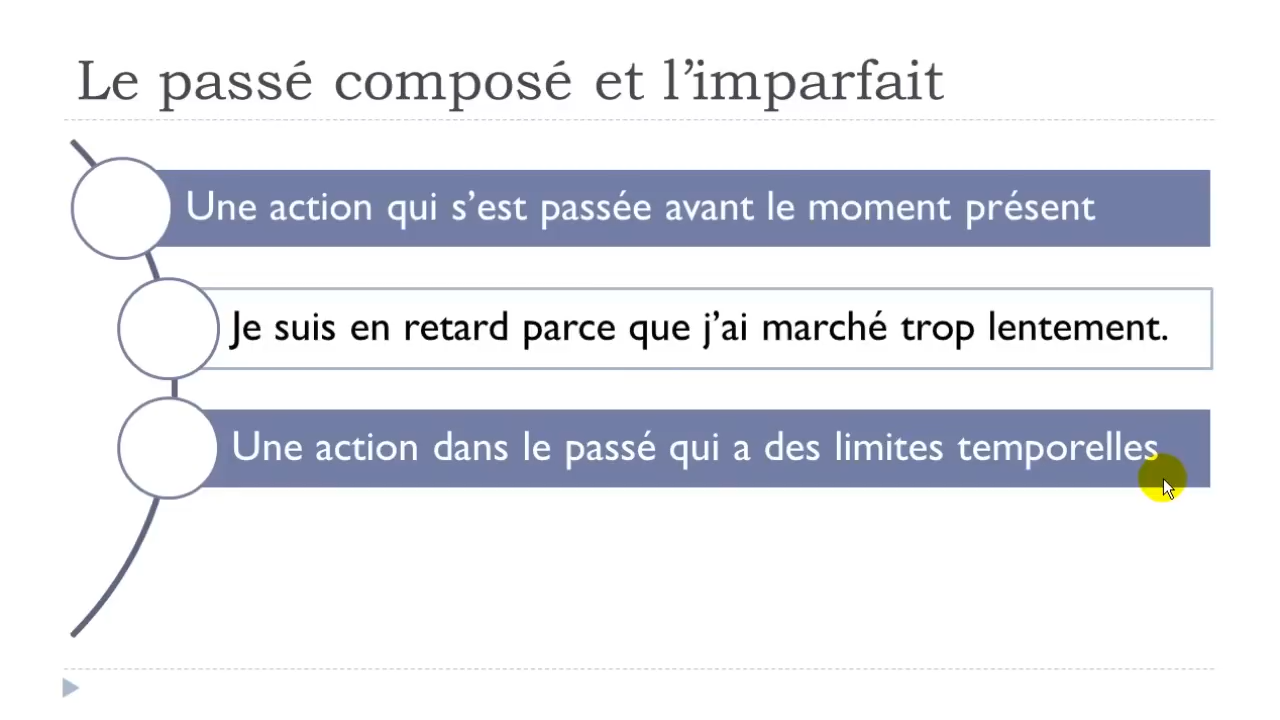 Le passé composé et l’imparfait
Une action qui s’est passée avant le moment présent
Je suis en retard parce que j’ai marché trop lentement.
Une action dans le passé qui a des limites temporelles